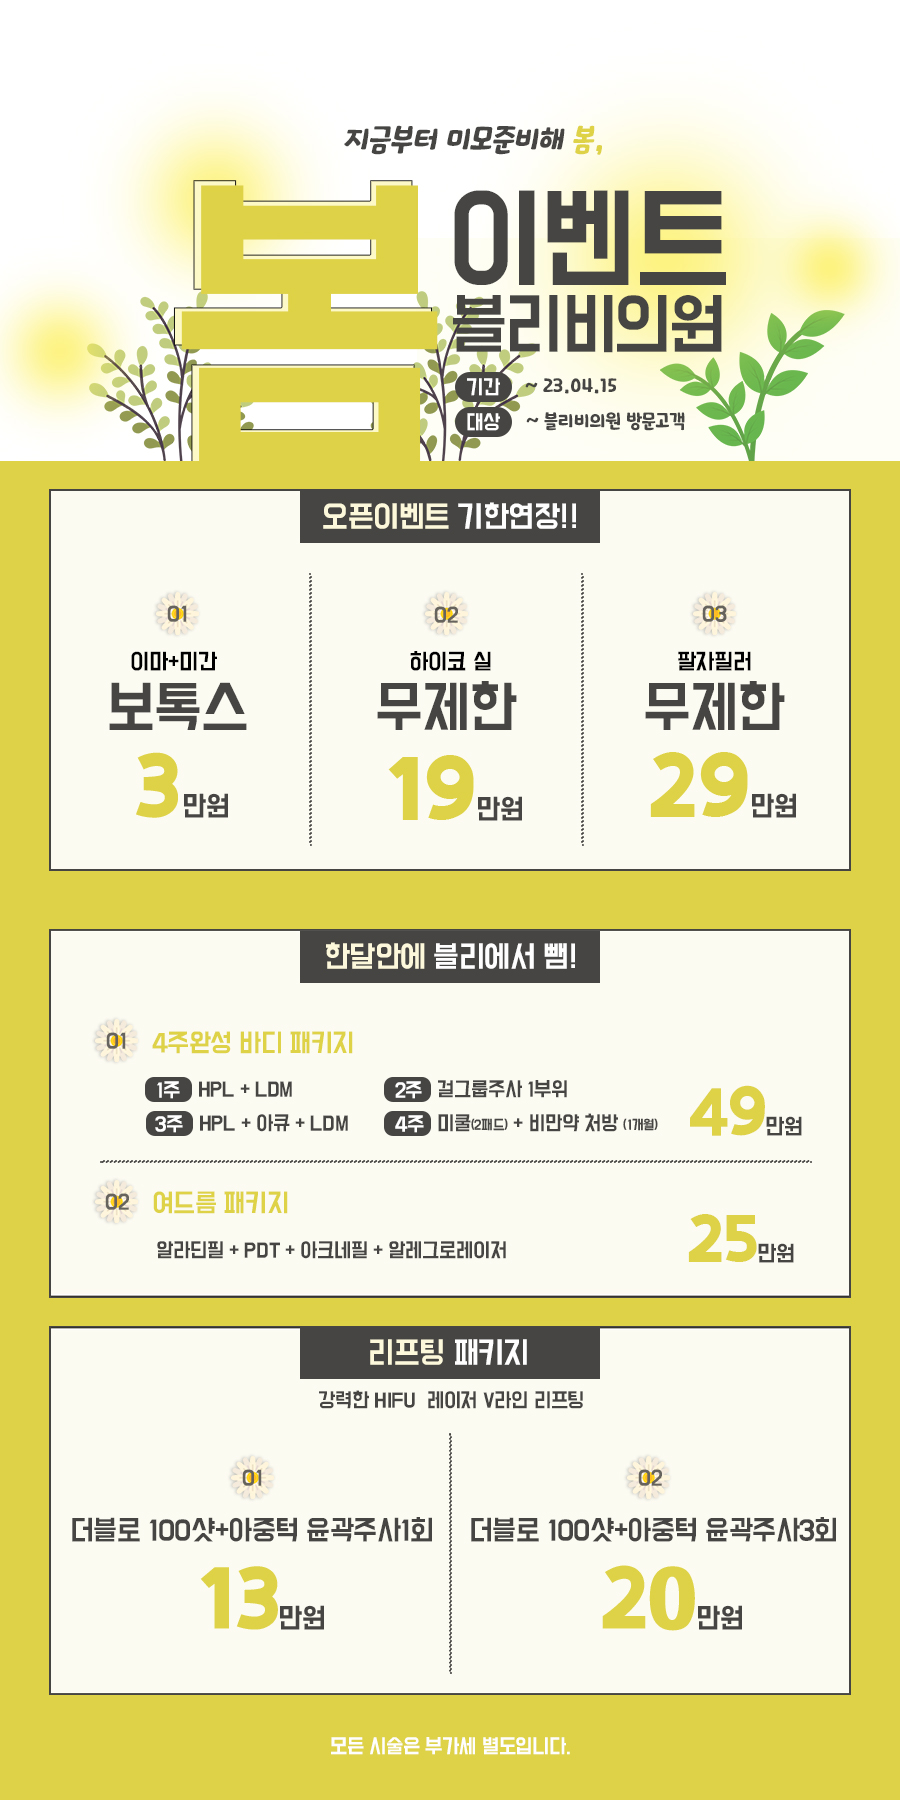 지금부터 미모준비해 봄,
봄
이벤트
블리비의원
기간 ~ 23.04.15
대상 ~ 블리비의원 방문고객
오픈이벤트 기한연장!!
01
이마+미간
보톡스
3만원
02
하이코 실
무제한
19만원
03
팔자필러
무제한
29만원
한달안에 블리에서 뺌!
01 4주완성 바디 패키지
1주 HPL + LDM 2주 걸그룹주사 1부위
3주 HPL + 아큐 + LDM 4주 미쿨(2패드) + 비만약 처방 (1개월)
49만원
02 여드름 패키지
알라딘필 + PDT + 아크네필 + 알레그로레이저
25만원
리프팅 패키지
강력한 HIFU 레이저 V라인 리프팅
01
더블로 100샷+아중턱 윤곽주사1회
13만원
02
더블로 100샷+아중턱 윤곽주사3회
20만원
모든 시술은 부가세 별도입니다.